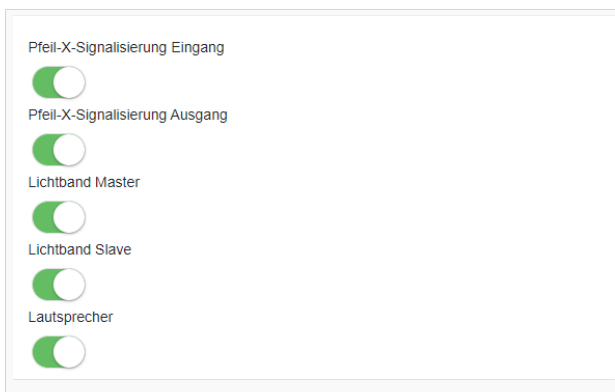 Pfeil-X-Signalisierung Eingang
Pfeil-X-Signalisierung Ausgang
Lichtband Master
Lichtband Slave
Lautsprecher